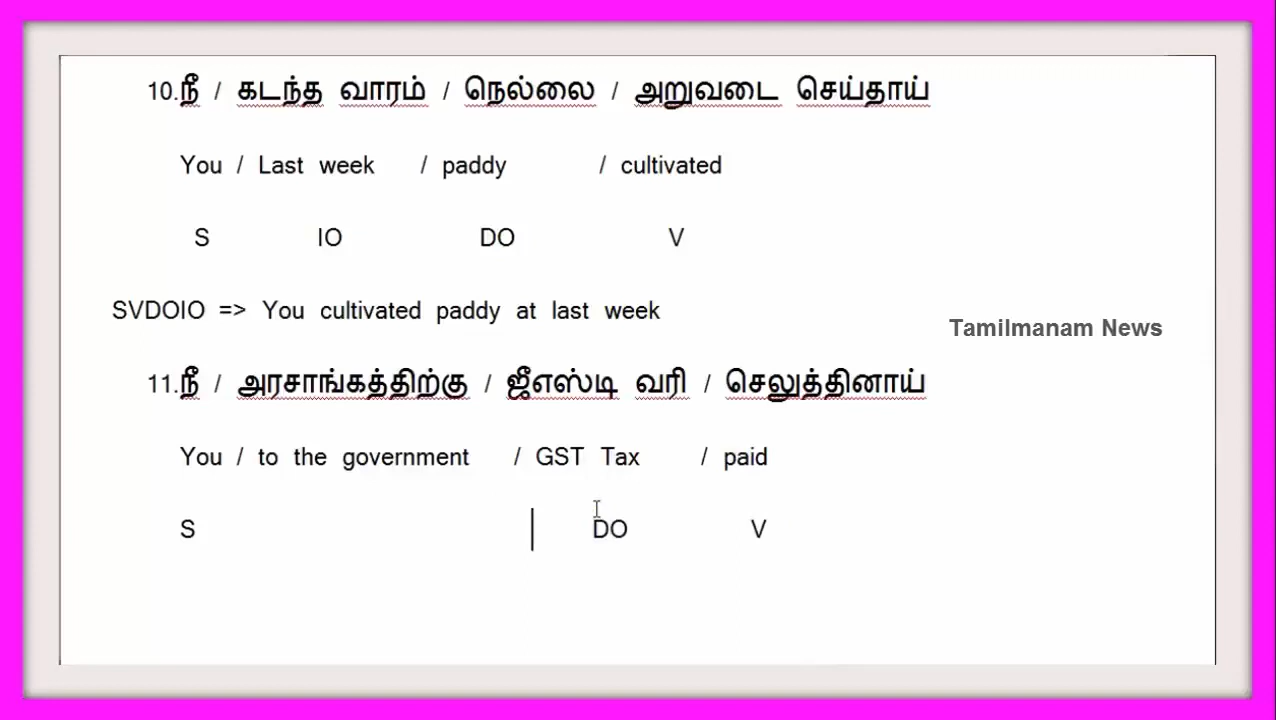 10.நீ / கடந்த வாரம் / நெல்லை / அறுவடை செய்தாய்
You / Last week / paddy / cultivated
S IO DO V
SVDOIO => You cultivated paddy at last week
Tamilmanam News
11.நீ / அரசாங்கத்திற்கு / ஜீஎஸ்டி வரி / செலுத்தினாய்
You / to the government / GST Tax / paid
S DO V